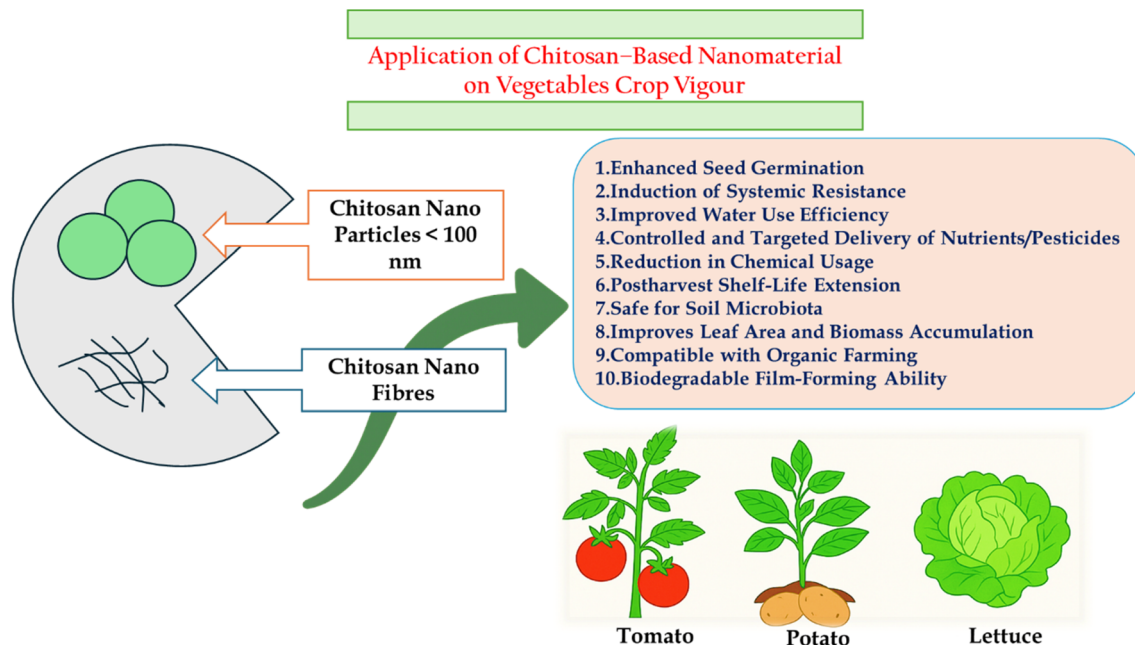 Application of Chitosan–Based Nanomaterial
on Vegetables Crop Vigour
Chitosan Nano
Particles < 100
nm
Chitosan Nano
Fibres
1.Enhanced Seed Germination
2.Induction of Systemic Resistance
3.Improved Water Use Efficiency
4.Controlled and Targeted Delivery of Nutrients/Pesticides
5.Reduction in Chemical Usage
6.Postharvest Shelf-Life Extension
7.Safe for Soil Microbiota
8.Improves Leaf Area and Biomass Accumulation
9.Compatible with Organic Farming
10.Biodegradable Film-Forming Ability
Tomato
Potato
Lettuce